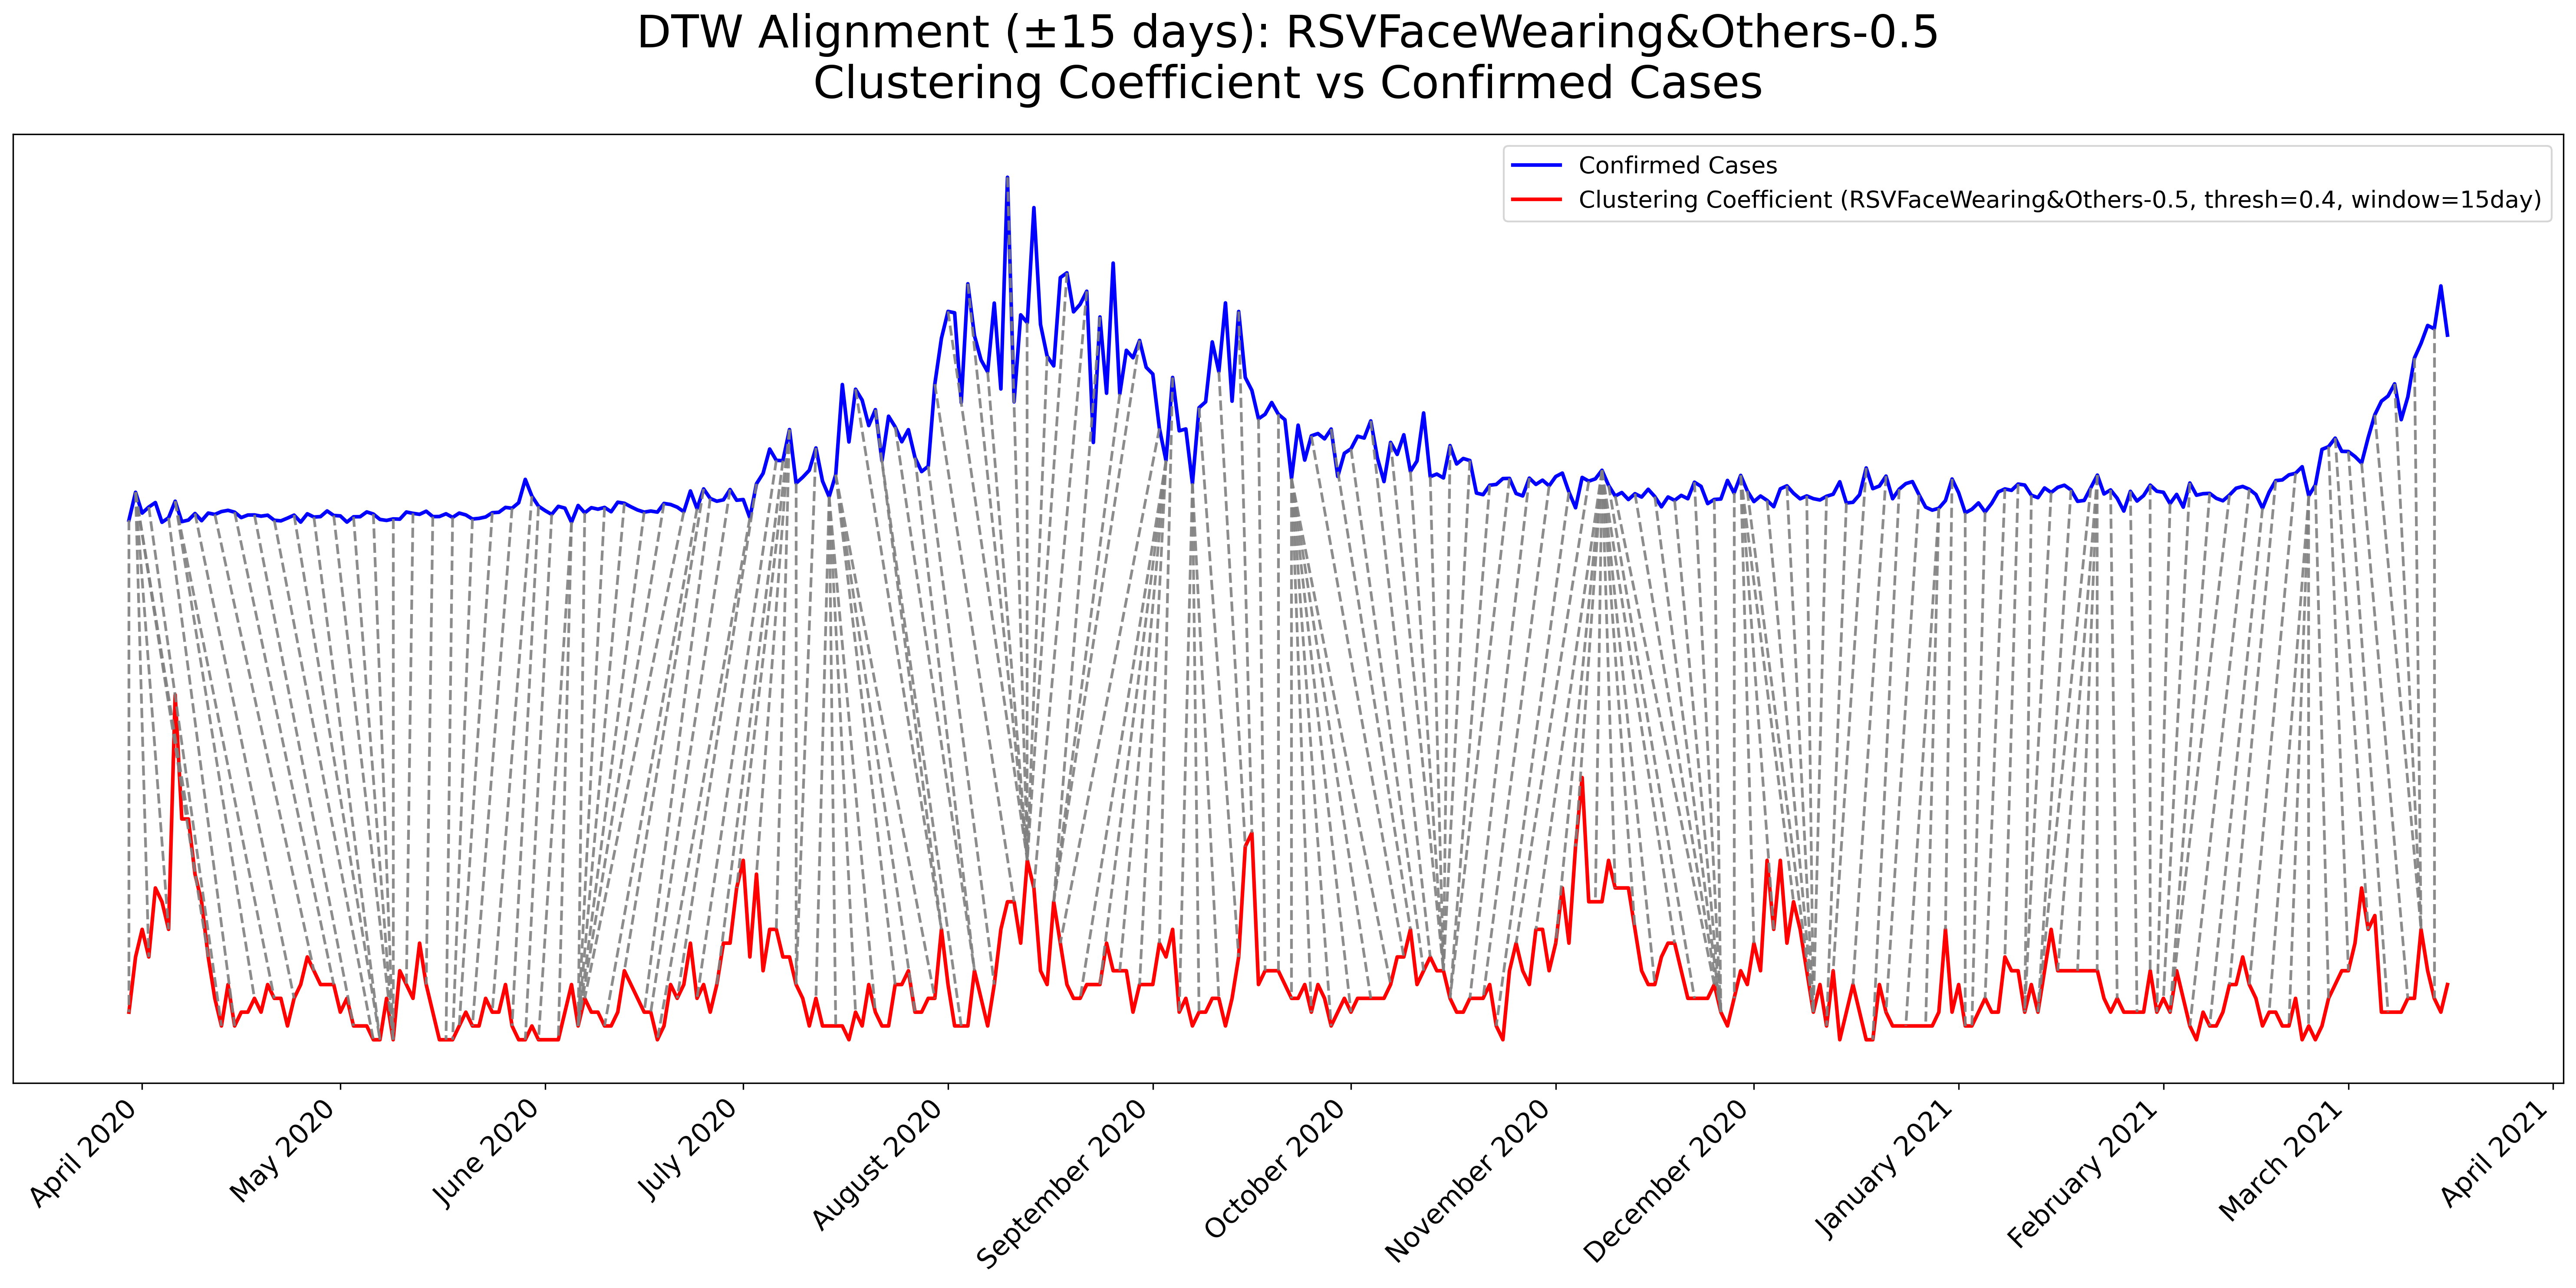 DTW Alignment (±15 days): RSVFaceWearing&Others-0.5
Clustering Coefficient vs Confirmed Cases
Confirmed Cases
Clustering Coefficient (RSVFaceWearing&Others-0.5, thresh=0.4, window=15day)
April 2020
May 2020
June 2020
July 2020
August 2020
September 2020
October 2020
November 2020
December 2020
January 2021
February 2021
March 2021
April 2021